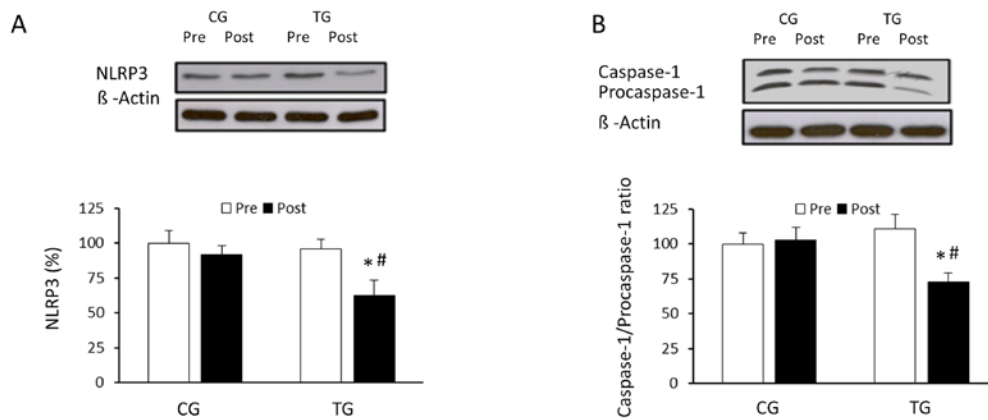 A
CG TG
Pre Post Pre Post
NLRP3
ß -Actin
NLRP3 (%)
125
100
75
50
25
0
Pre Post
* #
CG TG
B
CG TG
Pre Post Pre Post
Caspase-1
Procaspase-1
ß -Actin
Caspase-1/Procaspase-1 ratio
125
100
75
50
25
0
Pre Post
* #
CG TG